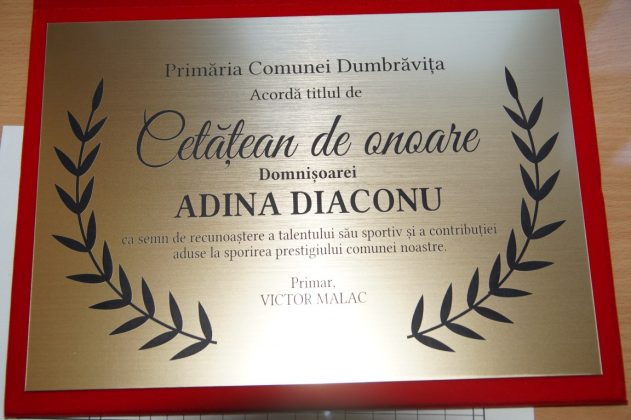 Primăria Comunei Dumbrăvița
Acordă titlul de
Cetățean de onoare
Domnișoarei
ADINA DIACONU
ca semn de recunoaștere a talentului său sportiv și a contribuției
aduse la sporirea prestigiului comunei noastre.
Primar,
VICTOR MALAC